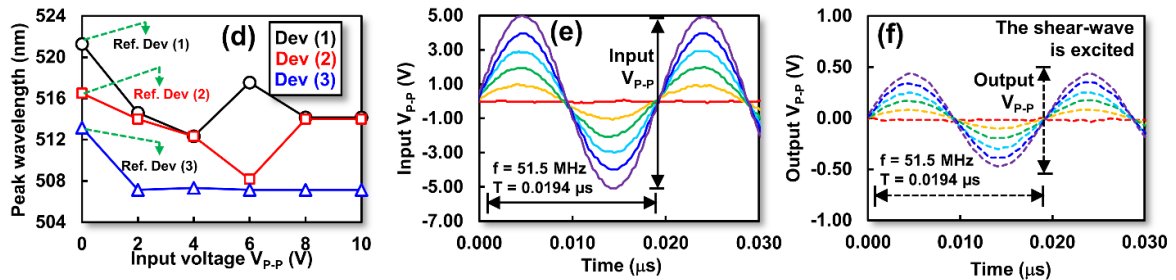 (d)
Peak wavelength (nm)
524
520
516
512
508
504
Ref. Dev (1)
Ref. Dev (2)
Ref. Dev (3)
Dev (1)
Dev (2)
Dev (3)
0 2 4 6 8 10
Input voltage VP-P (V)
(e)
Input VP-P (V)
5.00
3.00
1.00
-1.00
-3.00
-5.00
-7.00
Input
VP-P
f = 51.5 MHz
T = 0.0194 µs
0.000 0.010 0.020 0.030
Time (µs)
(f)
The shear-wave
is excited
Output VP-P (V)
1.00
0.50
0.00
-0.50
-1.00
Output
VP-P
f = 51.5 MHz
T = 0.0194 µs
0.000 0.010 0.020 0.030
Time (µs)